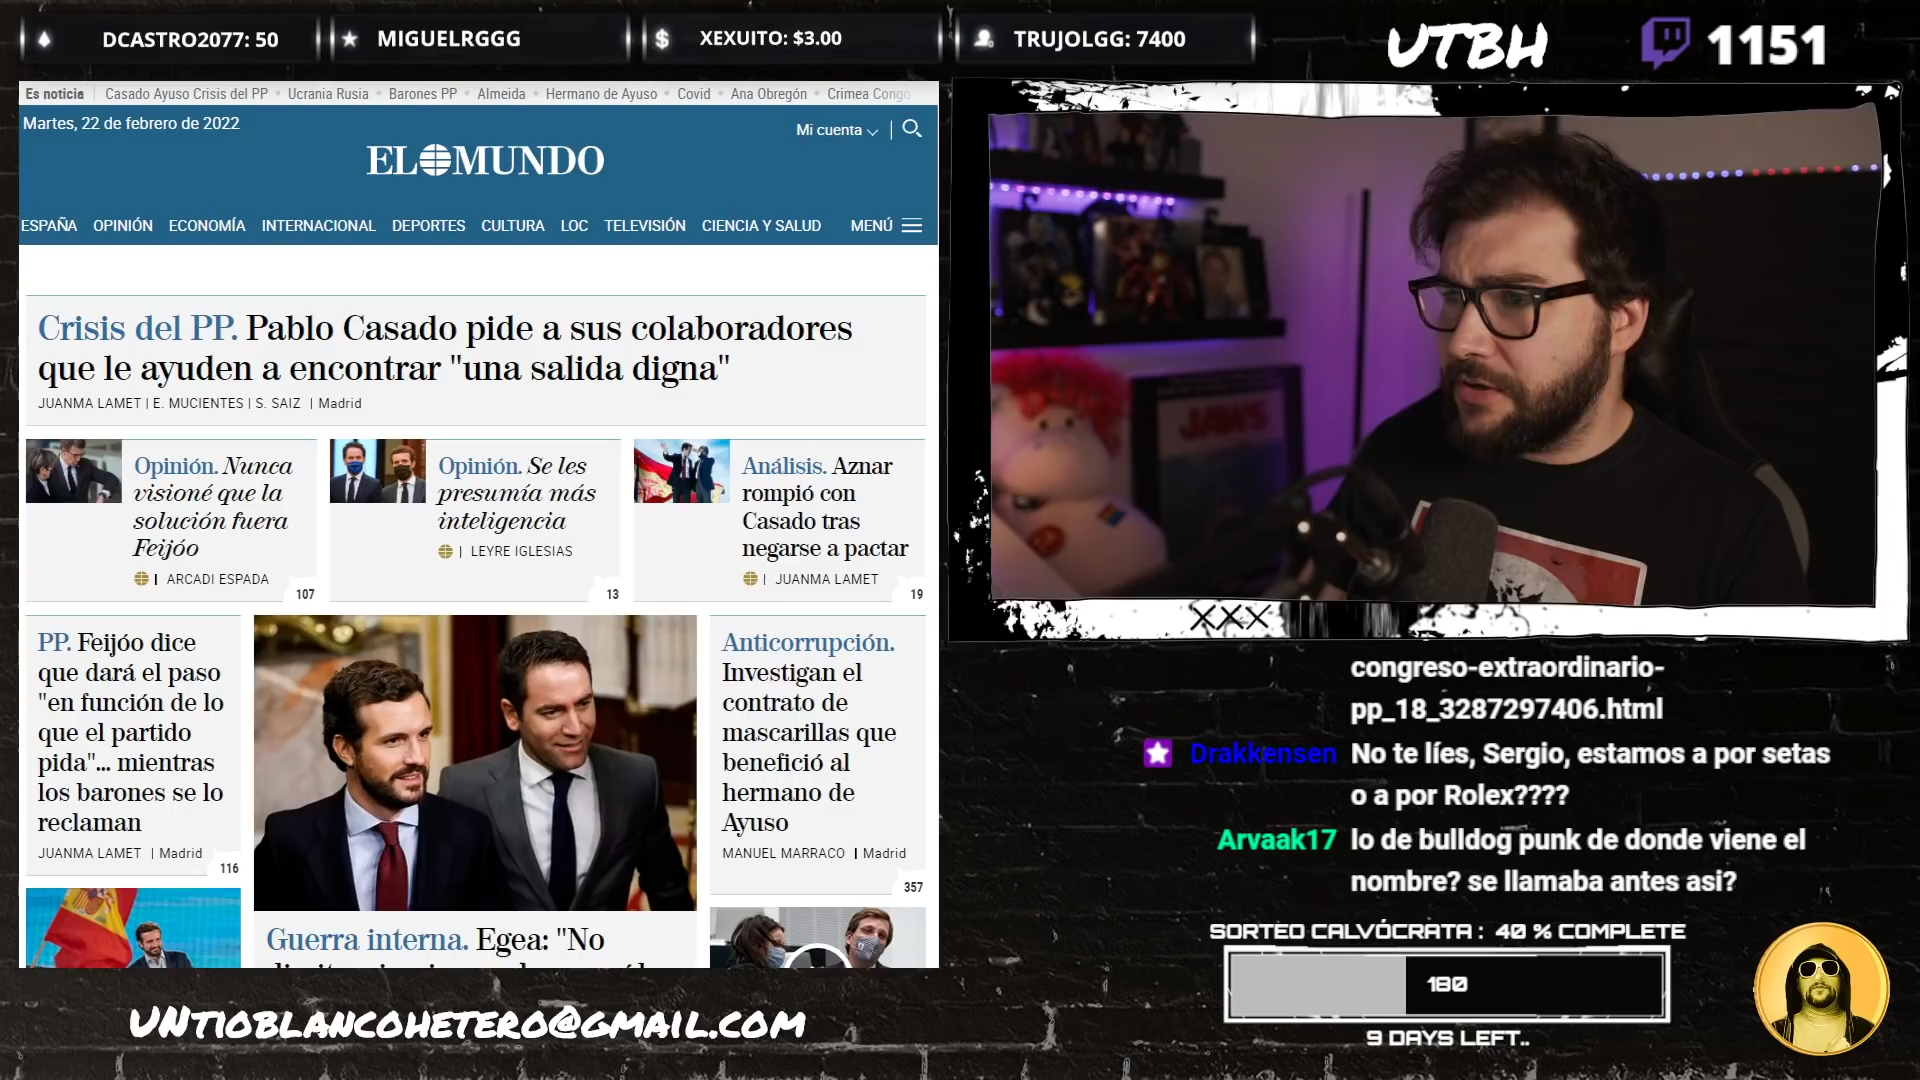 DCASTRO2077: 50
MIGUELRGGG
XEXUITO: $3.00
TRUJOLGG: 7400
UTBH
1151
Es noticia
Casado Ayuso Crisis del PP • Ucrania Rusia • Barones PP • Almeida • Hermano de Ayuso • Covid • Ana Obregón • Crimea Congo
Martes, 22 de febrero de 2022
Mi cuenta
EL MUNDO
ESPAÑA OPINIÓN ECONOMÍA INTERNACIONAL DEPORTES CULTURA LOC TELEVISIÓN CIENCIA Y SALUD MENÚ
Crisis del PP. Pablo Casado pide a sus colaboradores
que le ayuden a encontrar "una salida digna"
JUANMA LAMET | E. MUCIENTES | S. SAIZ | Madrid
Opinión. Nunca
visioné que la
solución fuera
Feijóo
| ARCADI ESPADA
107
Opinión. Se les
presumía más
inteligencia
| LEYRE IGLESIAS
13
Análisis. Aznar
rompió con
Casado tras
negarse a pactar
| JUANMA LAMET
19
PP. Feijóo dice
que dará el paso
"en función de lo
que el partido
pida"... mientras
los barones se lo
reclaman
JUANMA LAMET | Madrid
116
Guerra interna. Egea: "No
Anticorrupción.
Investigan el
contrato de
mascarillas que
benefició al
hermano de
Ayuso
MANUEL MARRACO | Madrid
357
JAWS
XXX
congreso-extraordinario-
pp_18_3287297406.html
Drakkensen No te líes, Sergio, estamos a por setas
o a por Rolex????
Arvaak17 lo de bulldog punk de donde viene el
nombre? se llamaba antes asi?
SORTEO CALVÓCRATA : 40 % COMPLETE
180
9 DAYS LEFT..
UNTIOBLANCOHETERO@GMAIL.COM